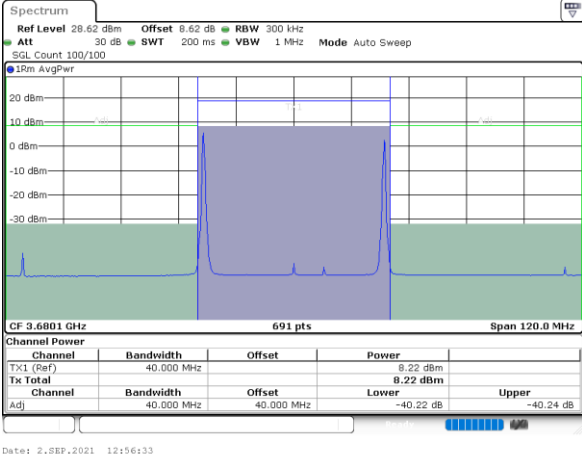 Spectrum
Ref Level 28.62 dBm Offset 8.62 dB RBW 300 kHz
Att 30 dB SWT 200 ms VBW 1 MHz Mode Auto Sweep
SGL Count 100/100
1Rm AvgPwr
20 dBm
TX1
10 dBm
Adj Adj
0 dBm
-10 dBm
-20 dBm
-30 dBm
CF 3.6801 GHz 691 pts Span 120.0 MHz
Channel Power
Channel Bandwidth Offset Power
TX1 (Ref) 40.000 MHz 8.22 dBm
Tx Total 8.22 dBm
Channel Bandwidth Offset Lower Upper
Adj 40.000 MHz 40.000 MHz -40.22 dB -40.24 dB
Ready
Date: 2.SEP.2021 12:56:33